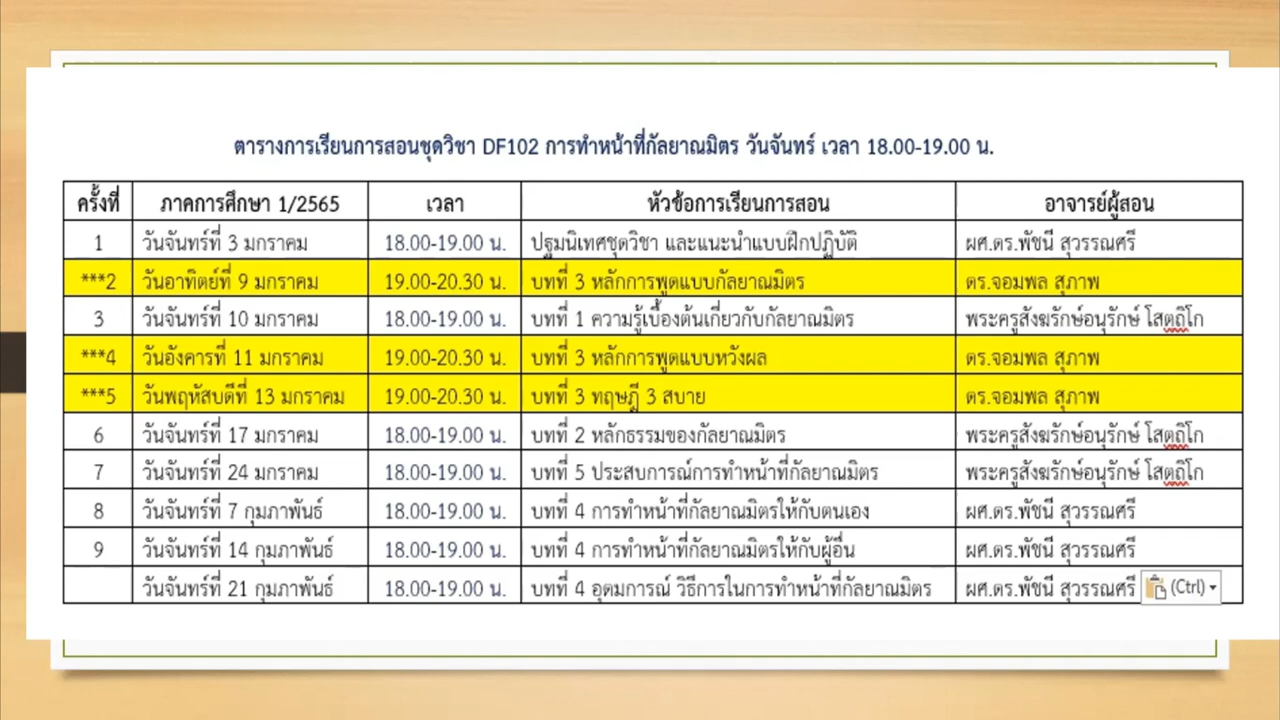 ตารางการเรียนการสอนชุดวิชา DF102 การทำหน้าที่กัลยาณมิตร วันจันทร์ เวลา 18.00-19.00 น.
ครั้งที่ ภาคการศึกษา 1/2565 เวลา หัวข้อการเรียนการสอน อาจารย์ผู้สอน
1 วันจันทร์ที่ 3 มกราคม 18.00-19.00 น. ปฐมนิเทศชุดวิชา และแนะนำแบบฝึกปฏิบัติ ผศ.ดร.พัชนี สุวรรณศรี
***2 วันอาทิตย์ที่ 9 มกราคม 19.00-20.30 น. บทที่ 3 หลักการพูดแบบกัลยาณมิตร ดร.จอมพล สุภาพ
3 วันจันทร์ที่ 10 มกราคม 18.00-19.00 น. บทที่ 1 ความรู้เบื้องต้นเกี่ยวกับกัลยาณมิตร พระครูสังฆรักษ์อนุรักษ์ โสตถิโก
***4 วันอังคารที่ 11 มกราคม 19.00-20.30 น. บทที่ 3 หลักการพูดแบบหวังผล ดร.จอมพล สุภาพ
***5 วันพฤหัสบดีที่ 13 มกราคม 19.00-20.30 น. บทที่ 3 ทฤษฎี 3 สบาย ดร.จอมพล สุภาพ
6 วันจันทร์ที่ 17 มกราคม 18.00-19.00 น. บทที่ 2 หลักธรรมของกัลยาณมิตร พระครูสังฆรักษ์อนุรักษ์ โสตถิโก
7 วันจันทร์ที่ 24 มกราคม 18.00-19.00 น. บทที่ 5 ประสบการณ์การทำหน้าที่กัลยาณมิตร พระครูสังฆรักษ์อนุรักษ์ โสตถิโก
8 วันจันทร์ที่ 7 กุมภาพันธ์ 18.00-19.00 น. บทที่ 4 การทำหน้าที่กัลยาณมิตรให้กับตนเอง ผศ.ดร.พัชนี สุวรรณศรี
9 วันจันทร์ที่ 14 กุมภาพันธ์ 18.00-19.00 น. บทที่ 4 การทำหน้าที่กัลยาณมิตรให้กับผู้อื่น ผศ.ดร.พัชนี สุวรรณศรี
วันจันทร์ที่ 21 กุมภาพันธ์ 18.00-19.00 น. บทที่ 4 อุดมการณ์ วิธีการในการทำหน้าที่กัลยาณมิตร ผศ.ดร.พัชนี สุวรรณศรี (Ctrl)